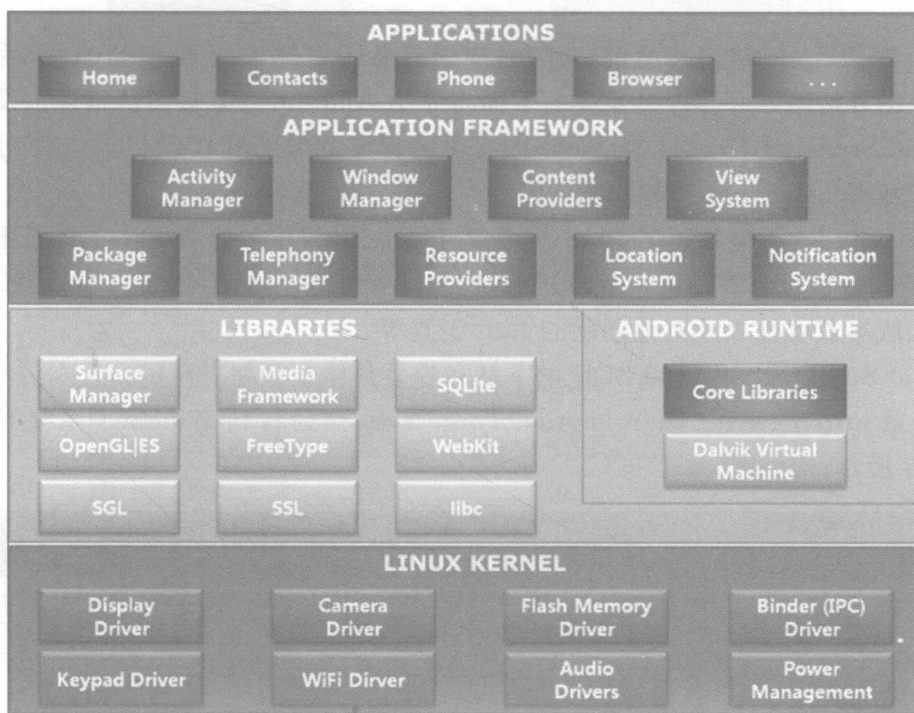 APPLICATIONS
Home
Contacts
Phone
Browser
...
APPLICATION FRAMEWORK
Activity
Manager
Window
Manager
Content
Providers
View
System
Package
Manager
Telephony
Manager
Resource
Providers
Location
System
Notification
System
LIBRARIES
Surface
Manager
Media
Framework
SQLite
OpenGL|ES
FreeType
WebKit
SGL
SSL
libc
ANDROID RUNTIME
Core Libraries
Dalvik Virtual
Machine
LINUX KERNEL
Display
Driver
Camera
Driver
Flash Memory
Driver
Binder (IPC)
Driver
Keypad Driver
WiFi Dirver
Audio
Drivers
Power
Management